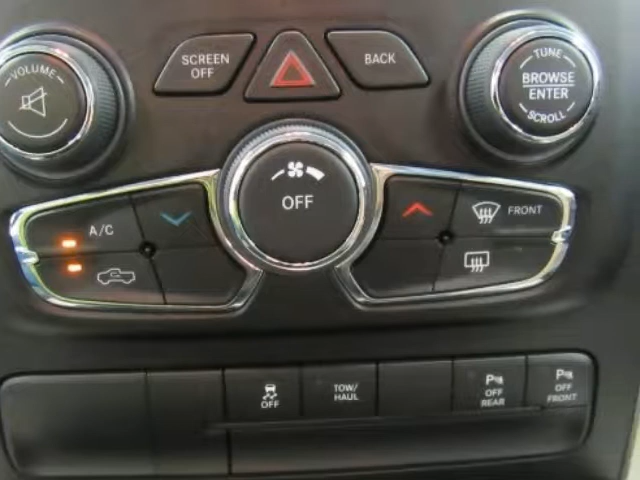 VOLUME
SCREEN
OFF
BACK
TUNE
BROWSE
ENTER
SCROLL
OFF
A/C
FRONT
OFF
TOW/
HAUL
P
OFF
REAR
P
OFF
FRONT